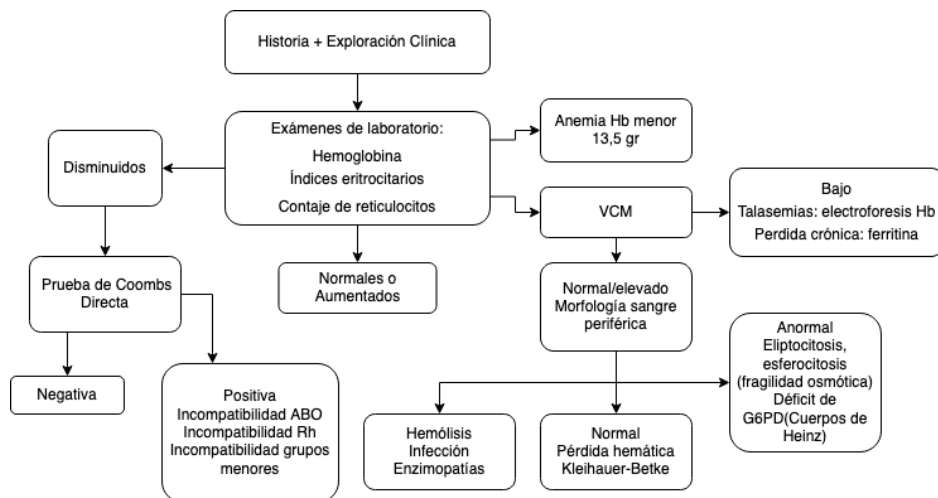 Historia + Exploración Clínica
Exámenes de laboratorio:
Hemoglobina
Índices eritrocitarios
Contaje de reticulocitos
Anemia Hb menor
13,5 gr
Disminuidos
VCM
Bajo
Talasemias: electroforesis Hb
Perdida crónica: ferritina
Prueba de Coombs
Directa
Normales o
Aumentados
Normal/elevado
Morfología sangre
periférica
Negativa
Positiva
Incompatibilidad ABO
Incompatibilidad Rh
Incompatibilidad grupos
menores
Hemólisis
Infección
Enzimopatías
Normal
Pérdida hemática
Kleihauer-Betke
Anormal
Eliptocitosis,
esferocitosis
(fragilidad osmótica)
Déficit de
G6PD(Cuerpos de
Heinz)